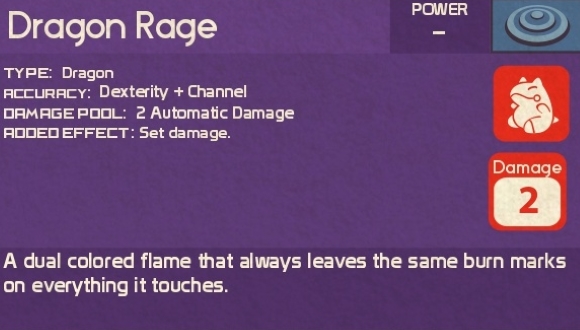 Dragon Rage
POWER
–
TYPE: Dragon
ACCURACY: Dexterity + Channel
DAMAGE POOL: 2 Automatic Damage
ADDED EFFECT: Set damage.
Damage
2
A dual colored flame that always leaves the same burn marks
on everything it touches.